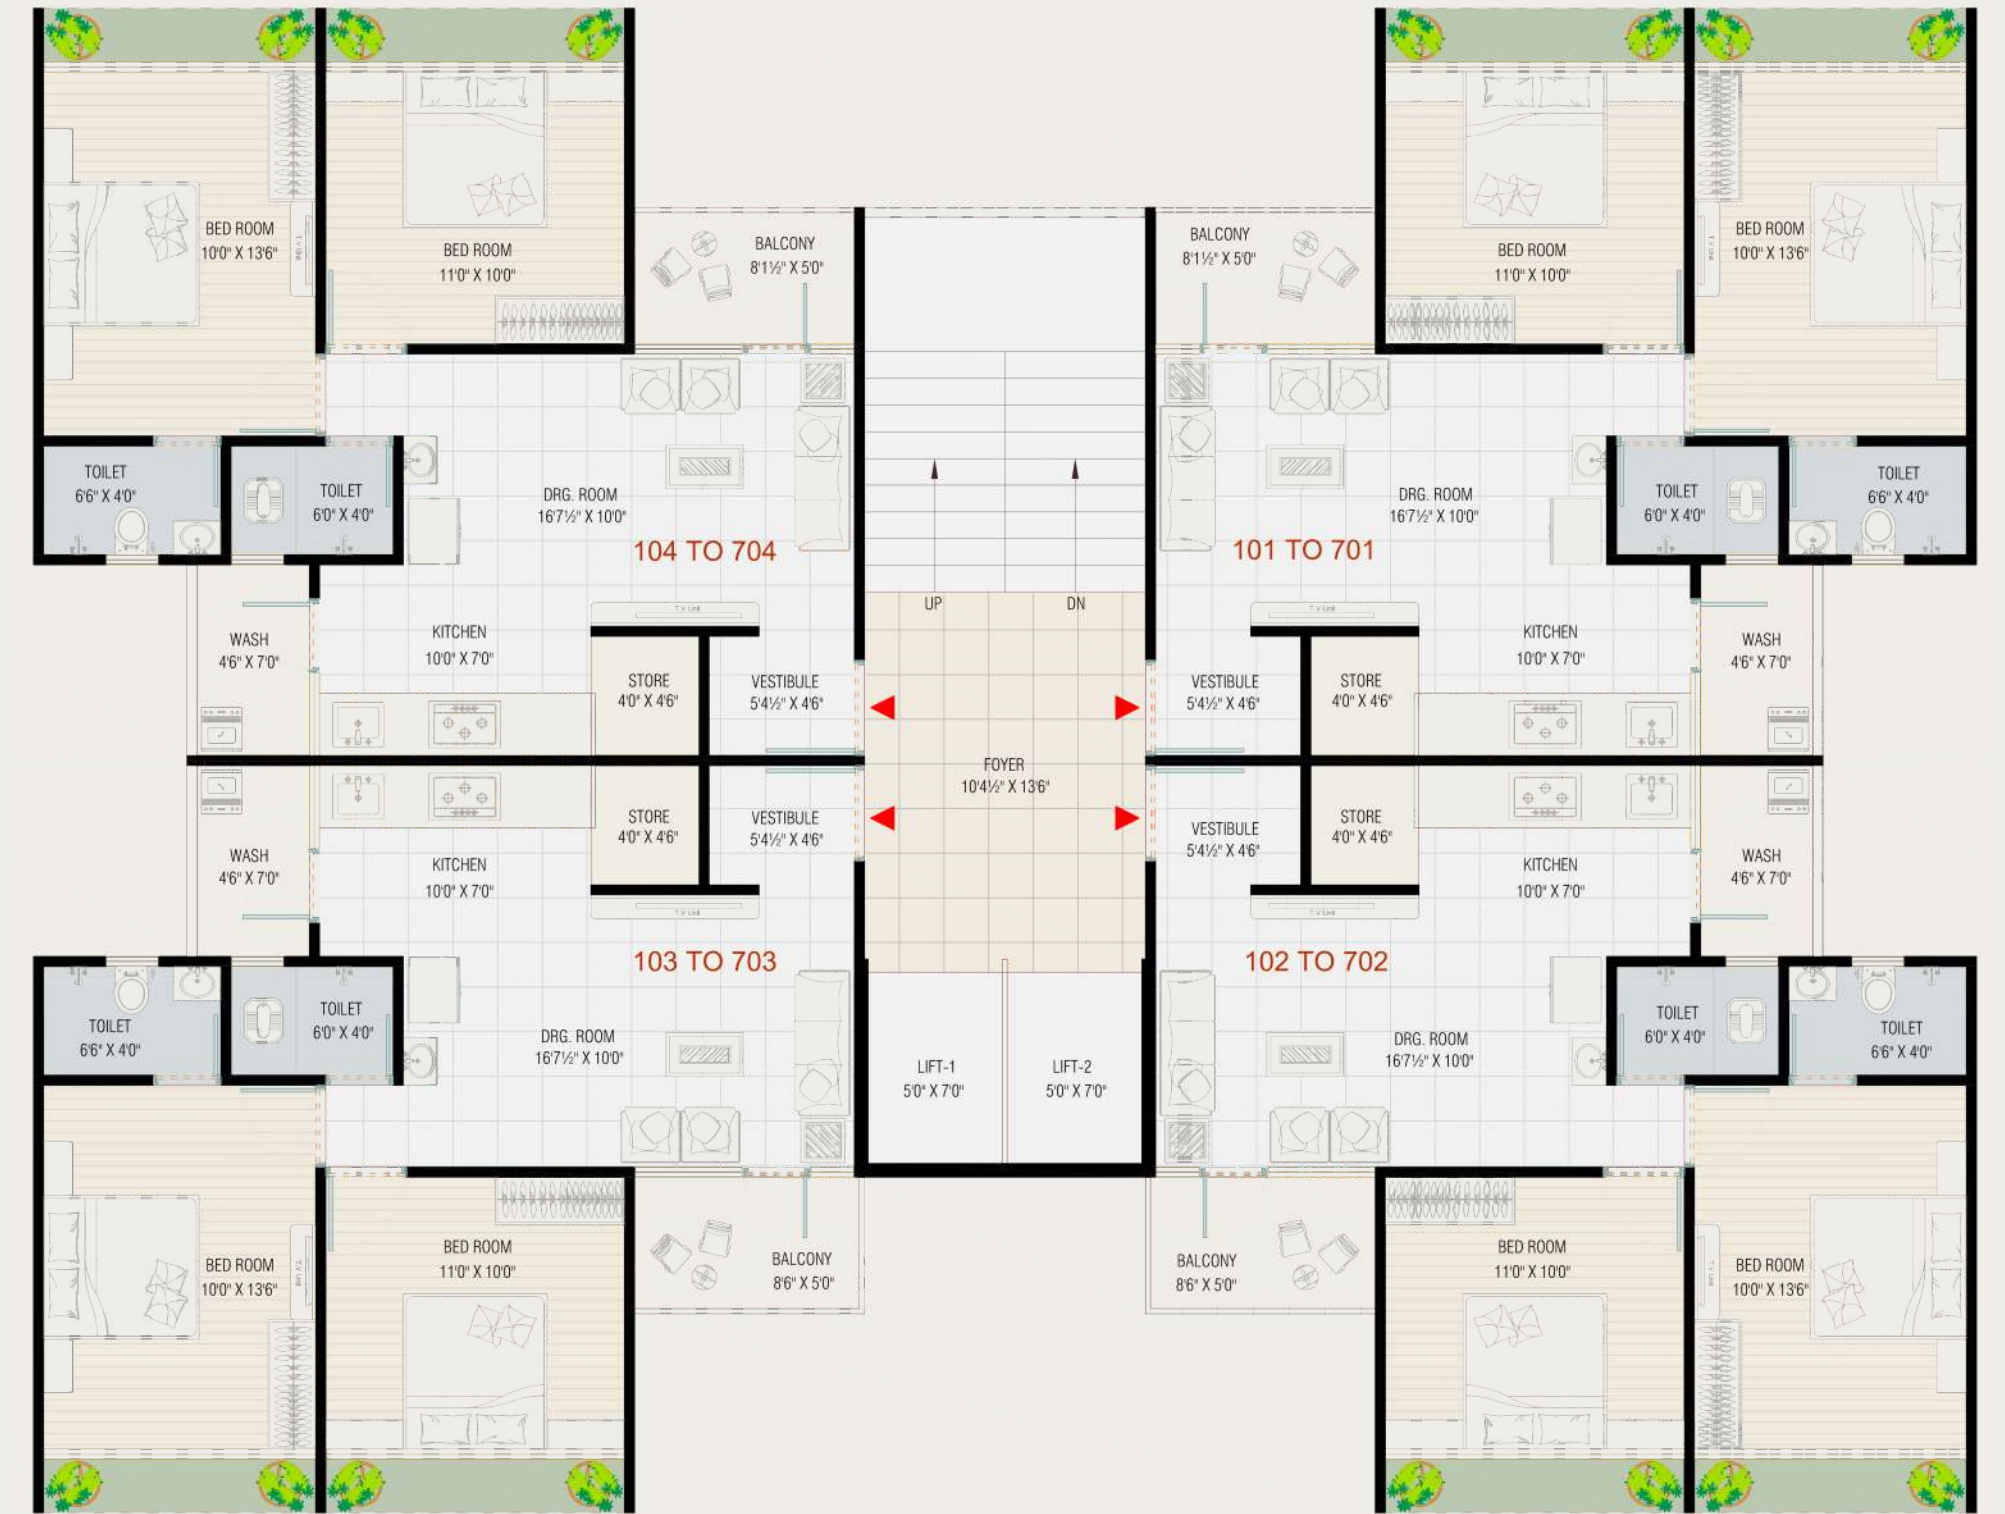 BED ROOM
10'0" X 13'6"
T.V Unit
BED ROOM
11'0" X 10'0"
BALCONY
8'1½" X 5'0"
BALCONY
8'1½" X 5'0"
BED ROOM
11'0" X 10'0"
BED ROOM
10'0" X 13'6"
T.V Unit
TOILET
6'6" X 4'0"
TOILET
6'0" X 4'0"
DRG. ROOM
16'7½" X 10'0"
104 TO 704
DRG. ROOM
16'7½" X 10'0"
101 TO 701
TOILET
6'0" X 4'0"
TOILET
6'6" X 4'0"
UP
DN
T.V Unit
T.V Unit
WASH
4'6" X 7'0"
KITCHEN
10'0" X 7'0"
STORE
4'0" X 4'6"
VESTIBULE
5'4½" X 4'6"
VESTIBULE
5'4½" X 4'6"
STORE
4'0" X 4'6"
KITCHEN
10'0" X 7'0"
WASH
4'6" X 7'0"
FOYER
10'4½" X 13'6"
WASH
4'6" X 7'0"
KITCHEN
10'0" X 7'0"
STORE
4'0" X 4'6"
VESTIBULE
5'4½" X 4'6"
VESTIBULE
5'4½" X 4'6"
STORE
4'0" X 4'6"
KITCHEN
10'0" X 7'0"
WASH
4'6" X 7'0"
T.V Unit
T.V Unit
103 TO 703
102 TO 702
TOILET
6'6" X 4'0"
TOILET
6'0" X 4'0"
DRG. ROOM
16'7½" X 10'0"
LIFT-1
5'0" X 7'0"
LIFT-2
5'0" X 7'0"
DRG. ROOM
16'7½" X 10'0"
TOILET
6'0" X 4'0"
TOILET
6'6" X 4'0"
BED ROOM
10'0" X 13'6"
T.V Unit
BED ROOM
11'0" X 10'0"
BALCONY
8'6" X 5'0"
BALCONY
8'6" X 5'0"
BED ROOM
11'0" X 10'0"
BED ROOM
10'0" X 13'6"
T.V Unit